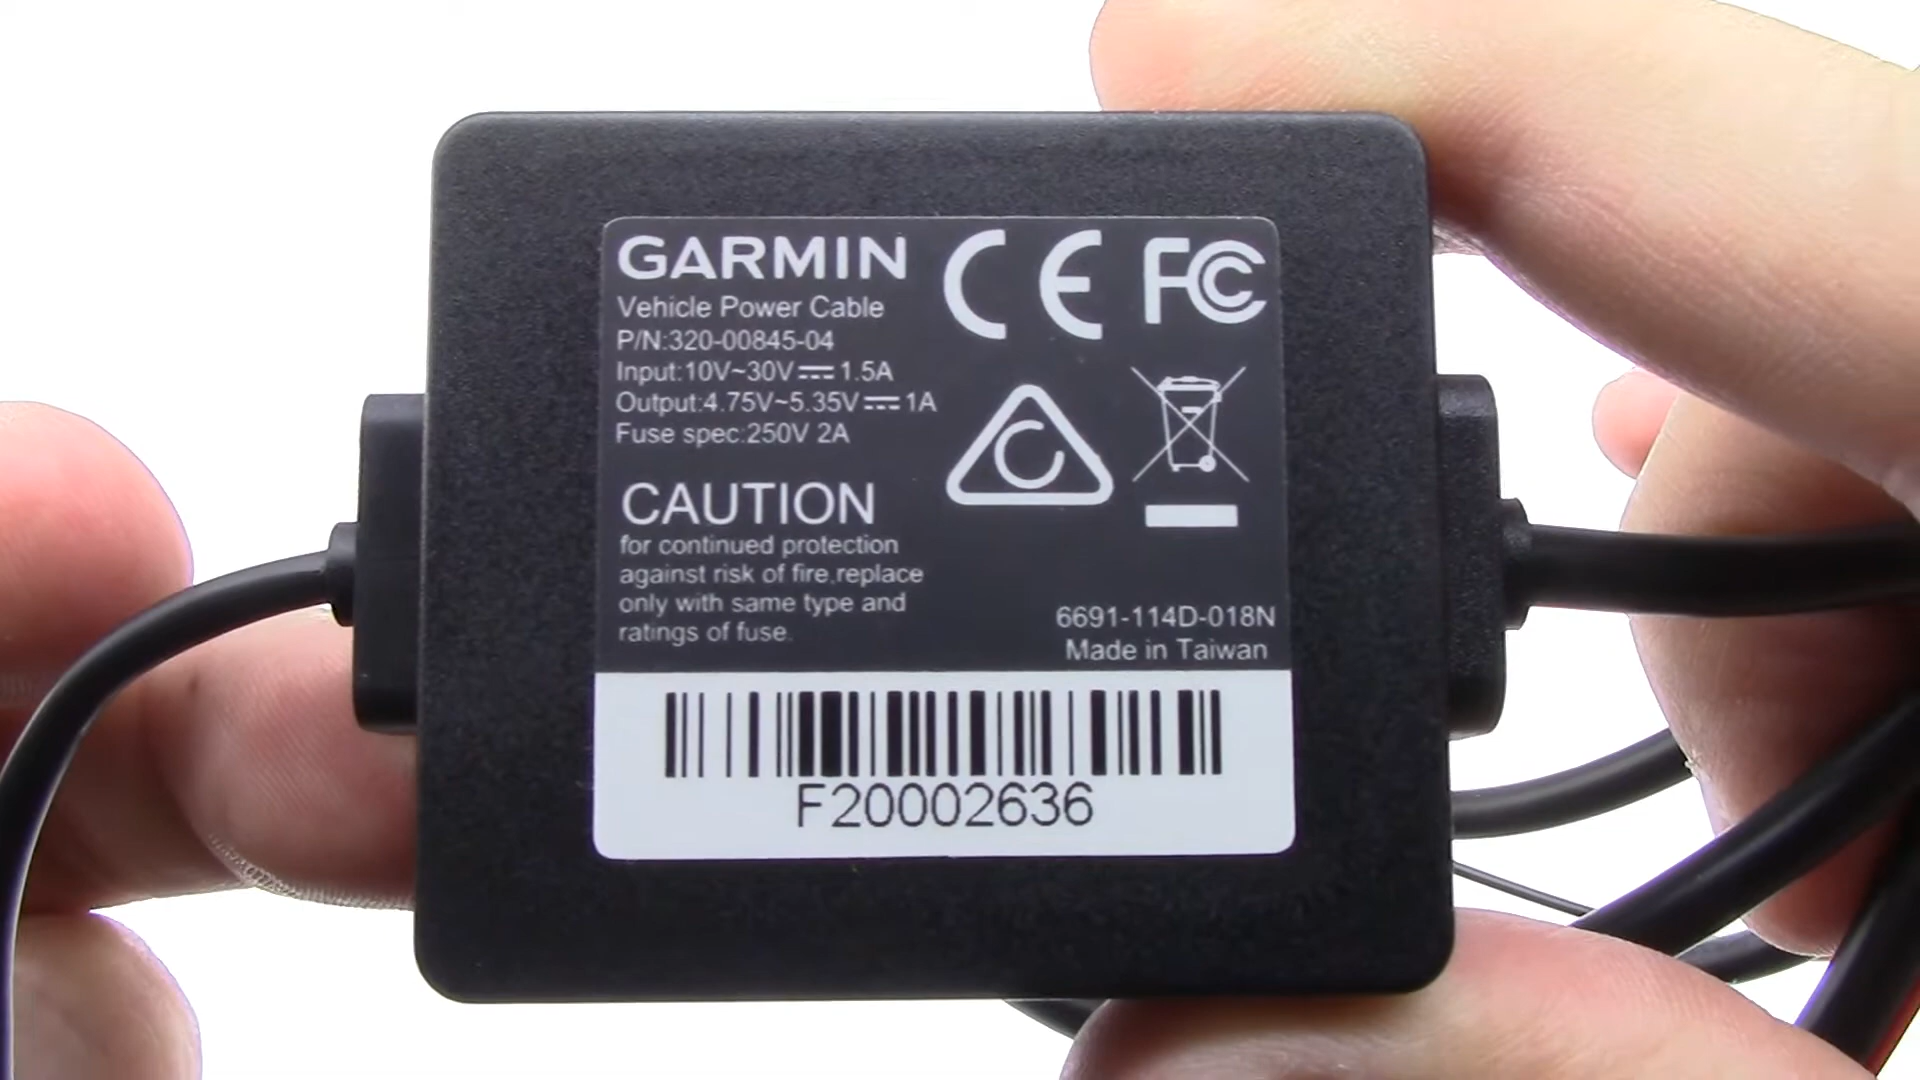 GARMIN
Vehicle Power Cable
P/N:320-00845-04
Input:10V~30V⎓1.5A
Output:4.75V~5.35V⎓1A
Fuse spec:250V 2A
CE FC
CAUTION
for continued protection
against risk of fire,replace
only with same type and
ratings of fuse.
6691-114D-018N
Made in Taiwan
F20002636